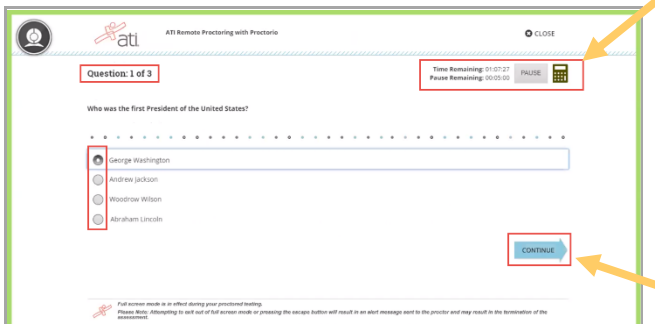 ati
ATI Remote Proctoring with Proctorio
CLOSE
Question: 1 of 3
Time Remaining: 01:07:27
Pause Remaining: 00:05:00
PAUSE
Who was the first President of the United States?
George Washington
Andrew Jackson
Woodrow Wilson
Abraham Lincoln
CONTINUE
Full screen mode is in effect during your proctored testing.
Please Note: Attempting to exit out of full screen mode or pressing the escape button will result in an alert message sent to the proctor and may result in the termination of the
assessment.